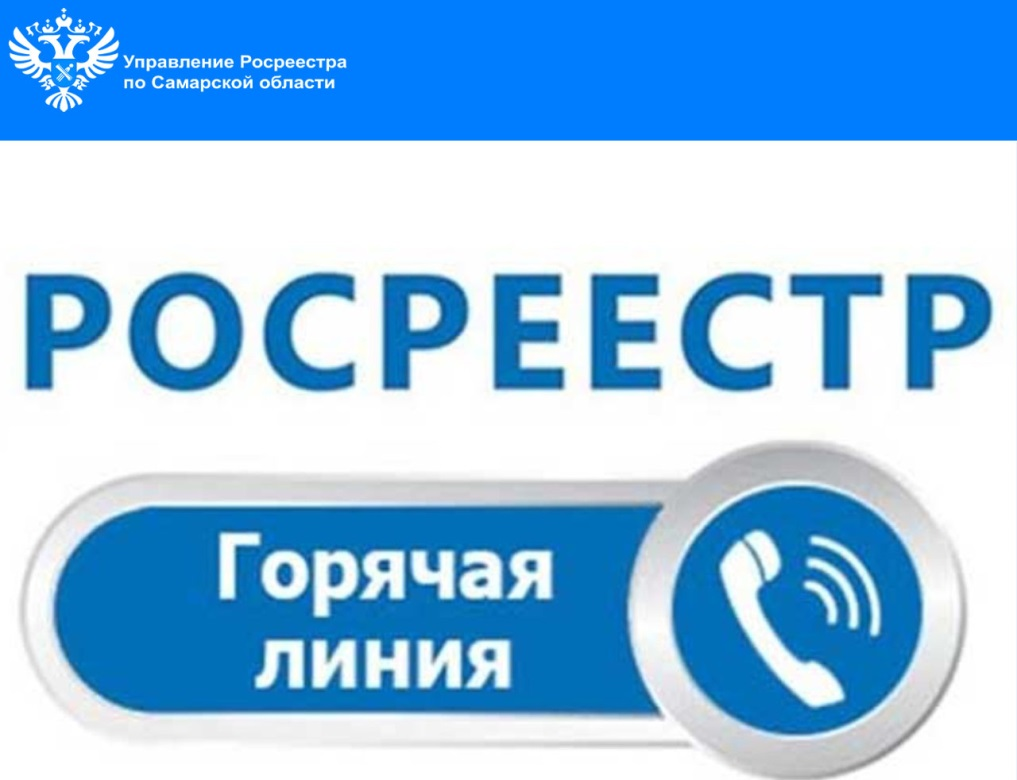 Управление Росреестра
по Самарской области
РОСРЕЕСТР
Горячая
линия